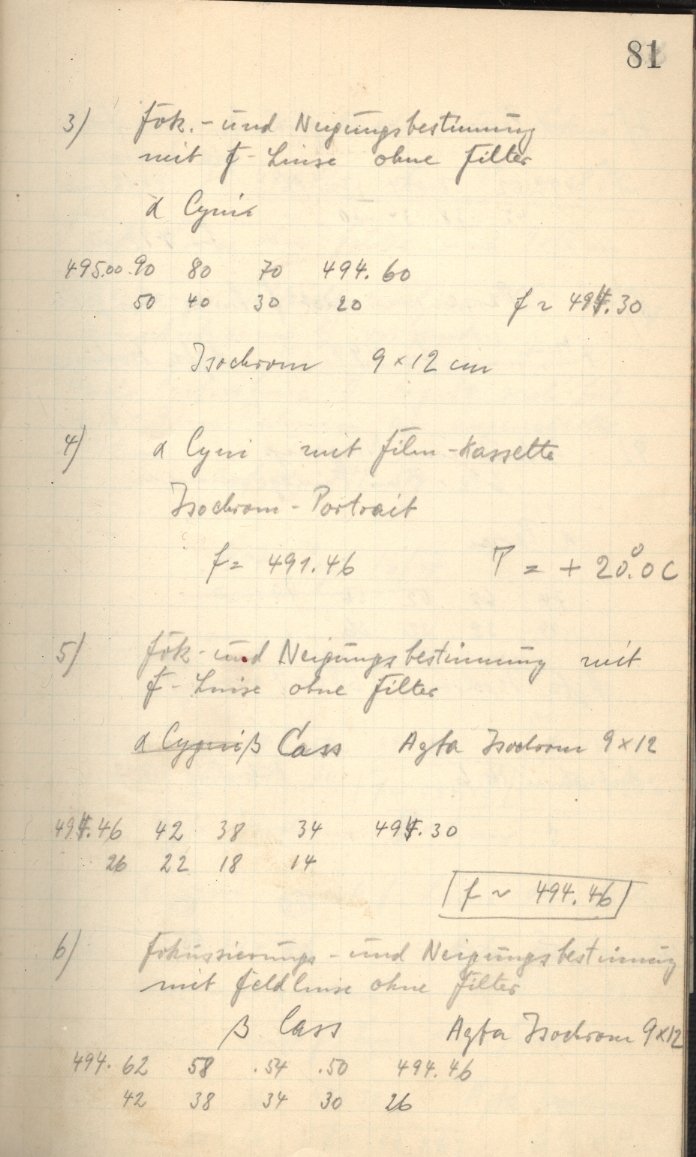 81
3) Fok.- und Neigungsbestimmung
mit F-Linse ohne Filter
α Cygni
495.00 .90 80 70 494.60
50 40 30 20 f ~ 494.30
Isochrom 9×12 cm
4) α Cygni mit Film-Kassette
Isochrom-Portrait
f = 491.46 T = + 20°.0 C
5) Fok- und Neigungsbestimmung mit
F-Linse ohne Filter
α Cygni β Cass Agfa Isochrom 9×12
494.46 42 38 34 494.30
26 22 18 14
f ~ 494.46
6) Fokussierungs- und Neigungsbestimmung
mit Feldlinse ohne Filter
β Cass Agfa Isochrom 9×12
494.62 58 .54 .50 494.46
42 38 34 30 26